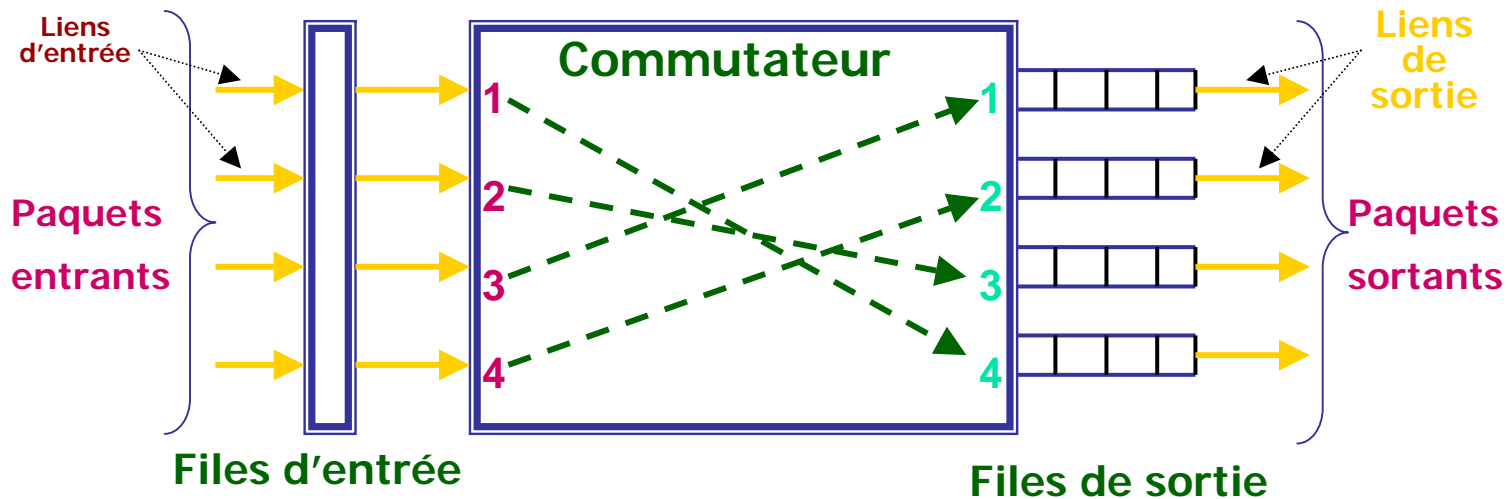 Liens
d'entrée
Paquets
entrants
Files d'entrée
Commutateur
1
2
3
4
1
2
3
4
Files de sortie
Liens
de
sortie
Paquets
sortants